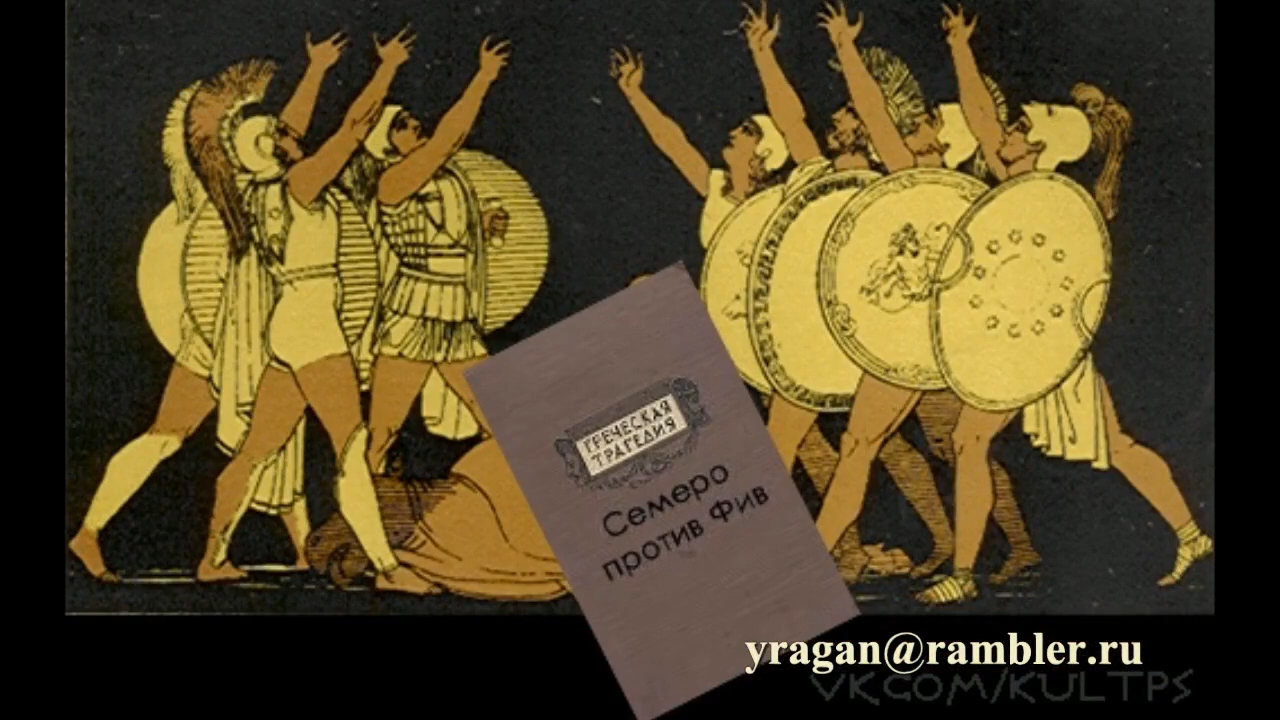 ГРЕЧЕСКАЯ
ТРАГЕДИЯ
Семеро
против Фив
yragan@rambler.ru
VK.COM/KULTPS